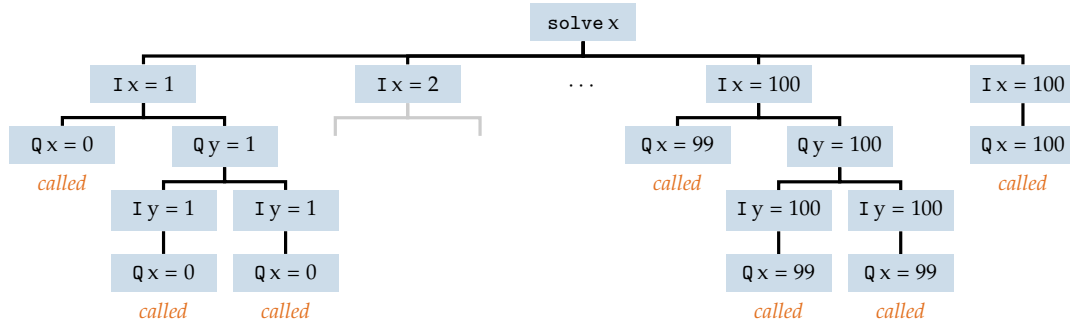 solve x
I x = 1 I x = 2 ... I x = 100 I x = 100
Q x = 0 Q y = 1 Q x = 99 Q y = 100 Q x = 100
called called called
I y = 1 I y = 1 I y = 100 I y = 100
Q x = 0 Q x = 0 Q x = 99 Q x = 99
called called called called